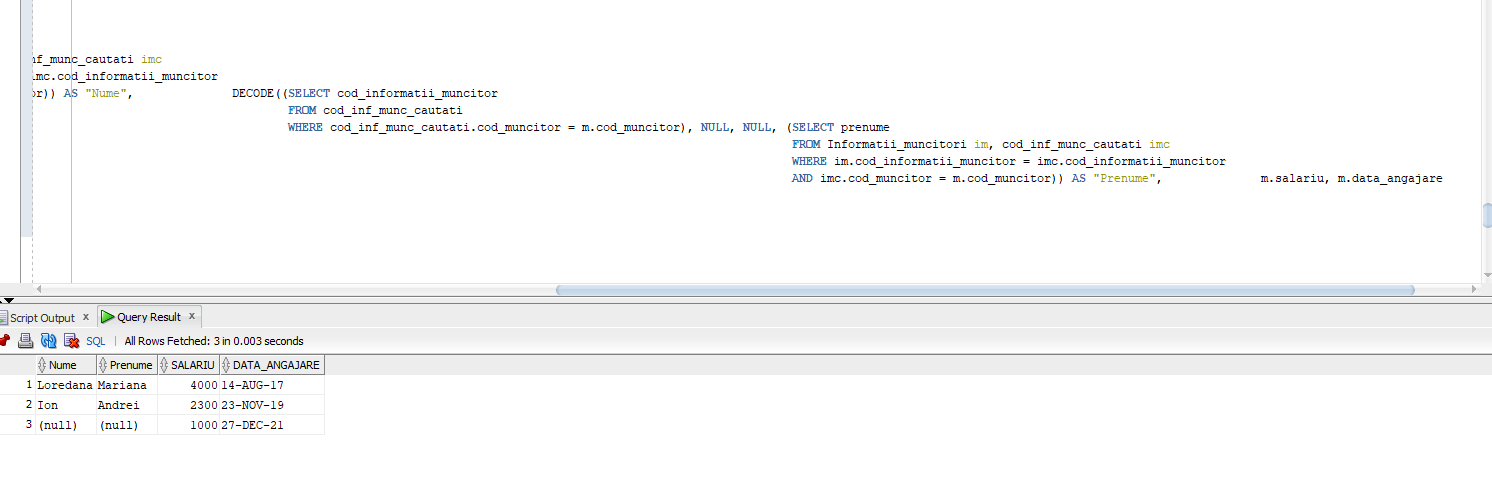 inf_munc_cautati imc
imc.cod_informatii_muncitor
or)) AS "Nume", DECODE((SELECT cod_informatii_muncitor
FROM cod_inf_munc_cautati
WHERE cod_inf_munc_cautati.cod_muncitor = m.cod_muncitor), NULL, NULL, (SELECT prenume
FROM Informatii_muncitori im, cod_inf_munc_cautati imc
WHERE im.cod_informatii_muncitor = imc.cod_informatii_muncitor
AND imc.cod_muncitor = m.cod_muncitor)) AS "Prenume", m.salariu, m.data_angajare
Script Output x Query Result x
SQL | All Rows Fetched: 3 in 0.003 seconds
Nume Prenume SALARIU DATA_ANGAJARE
1 Loredana Mariana 4000 14-AUG-17
2 Ion Andrei 2300 23-NOV-19
3 (null) (null) 1000 27-DEC-21